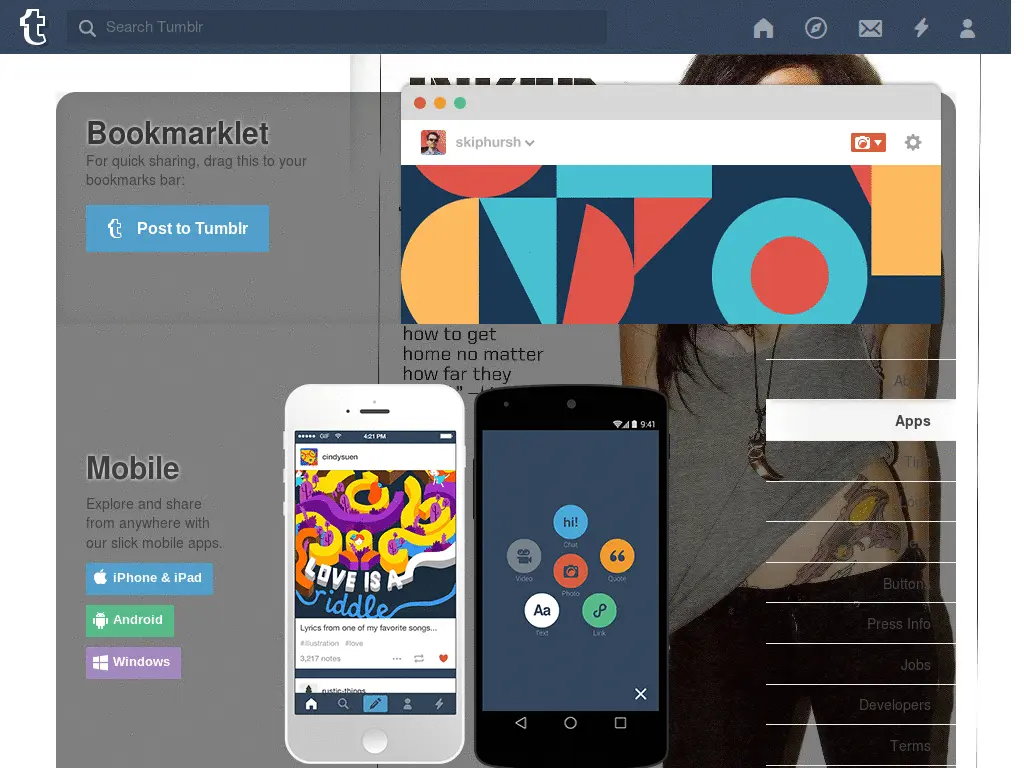 Search Tumblr
Bookmarklet
For quick sharing, drag this to your
bookmarks bar:
Post to Tumblr
skiphursh
how to get
home no matter
how far they
Mobile
Explore and share
from anywhere with
our slick mobile apps.
iPhone & iPad
Android
Windows
GIF
4:21 PM
cindysuen
LOVE IS A
riddle
Lyrics from one of my favorite songs...
#illustration #love
3,217 notes
rustic-things
9:41
hi!
Chat
Video
Quote
Photo
Aa
Text
Link
About
Apps
Buttons
Press Info
Jobs
Developers
Terms